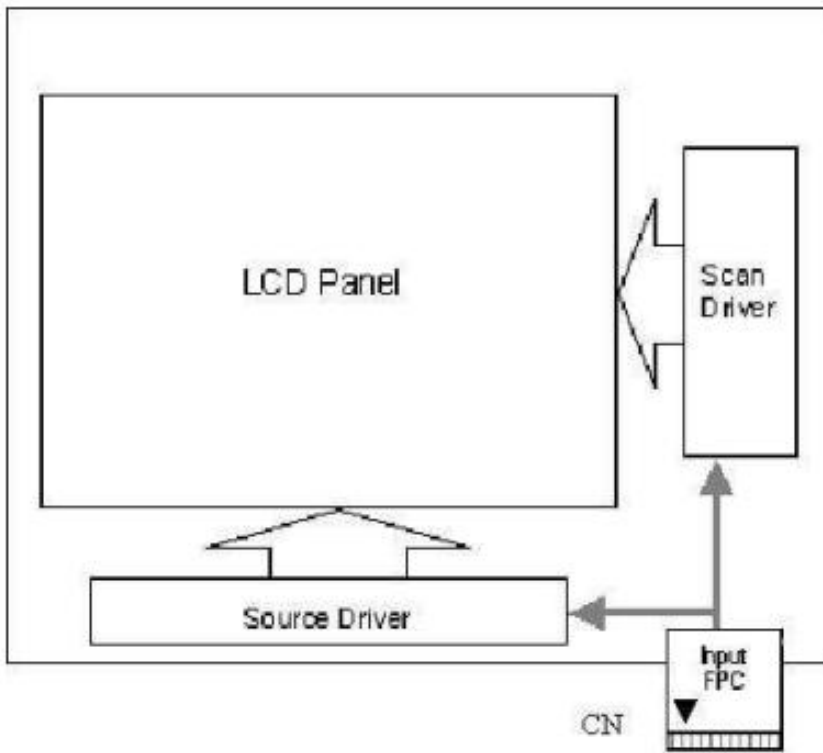 LCD Panel
Scan
Driver
Source Driver
Input
FPC
CN